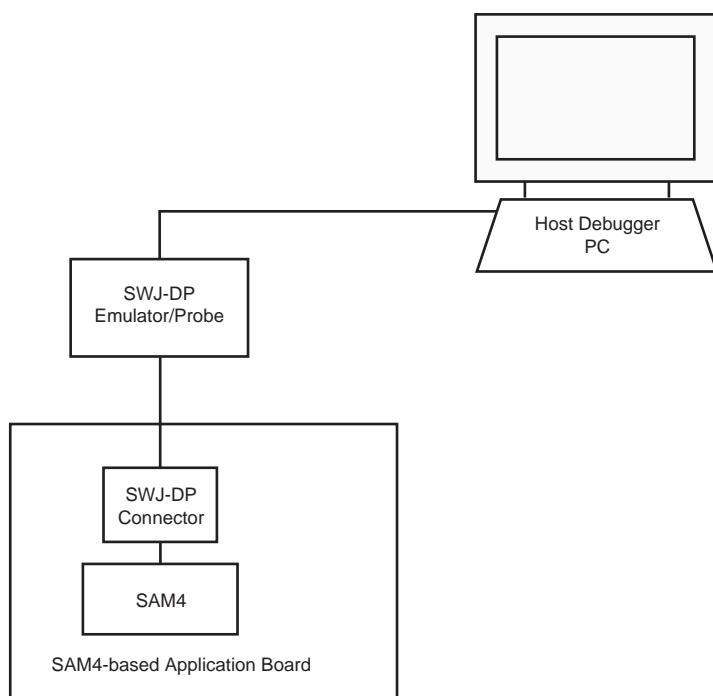 Host Debugger
PC
SWJ-DP
Emulator/Probe
SWJ-DP
Connector
SAM4
SAM4-based Application Board